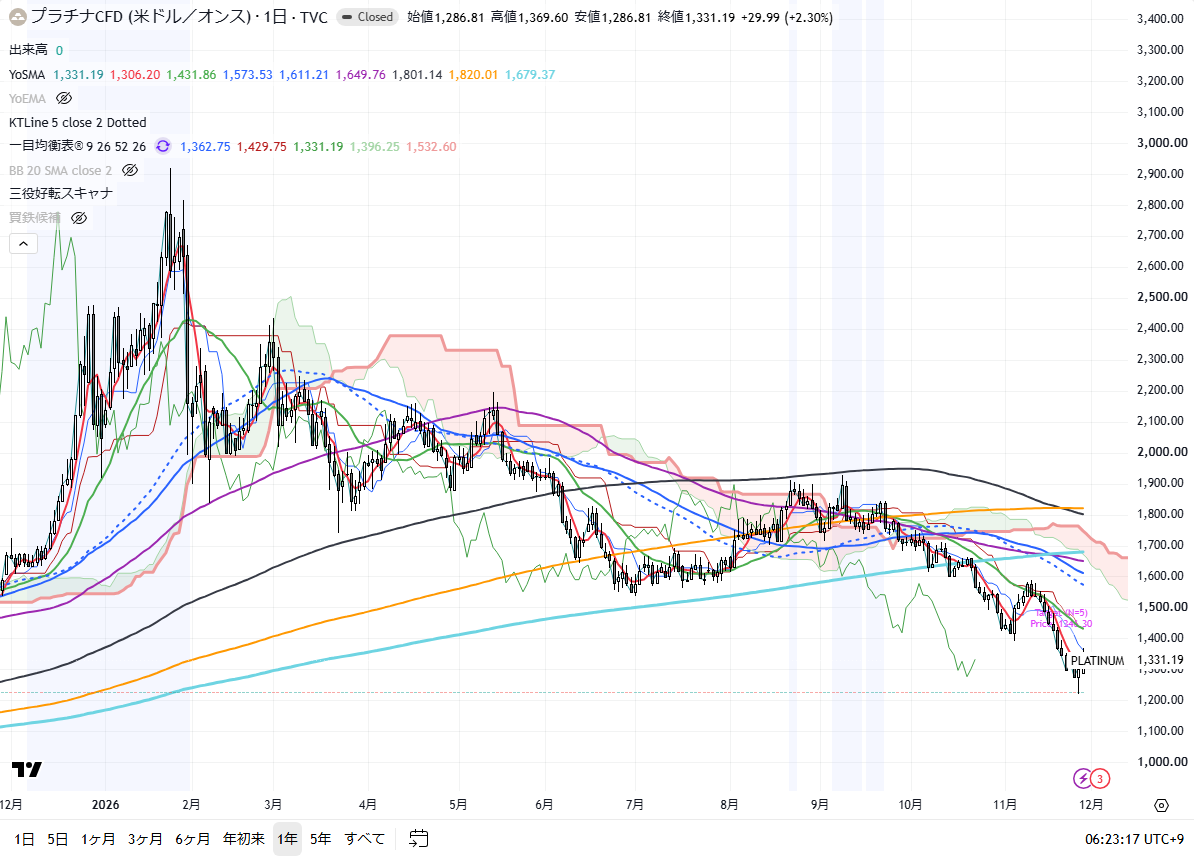 プラチナCFD (米ドル／オンス) · 1日 · TVC Closed 始値1,286.81 高値1,369.60 安値1,286.81 終値1,331.19 +29.99 (+2.30%)
出来高 0
YoSMA 1,331.19 1,306.20 1,431.86 1,573.53 1,611.21 1,649.76 1,801.14 1,820.01 1,679.37
YoEMA
KTLine 5 close 2 Dotted
一目均衡表® 9 26 52 26 1,362.75 1,429.75 1,331.19 1,396.25 1,532.60
BB 20 SMA close 2
三役好転スキャナ
買鉄候補
3,400.00
3,300.00
3,200.00
3,100.00
3,000.00
2,900.00
2,800.00
2,700.00
2,600.00
2,500.00
2,400.00
2,300.00
2,200.00
2,100.00
2,000.00
1,900.00
1,800.00
1,700.00
1,600.00
1,500.00
1,400.00
1,300.00
1,200.00
1,100.00
1,000.00
Target (N=5)
PLATINUM 1,331.19
3
12月 2026 2月 3月 4月 5月 6月 7月 8月 9月 10月 11月 12月
1日 5日 1ヶ月 3ヶ月 6ヶ月 年初来 1年 5年 すべて 06:23:17 UTC+9